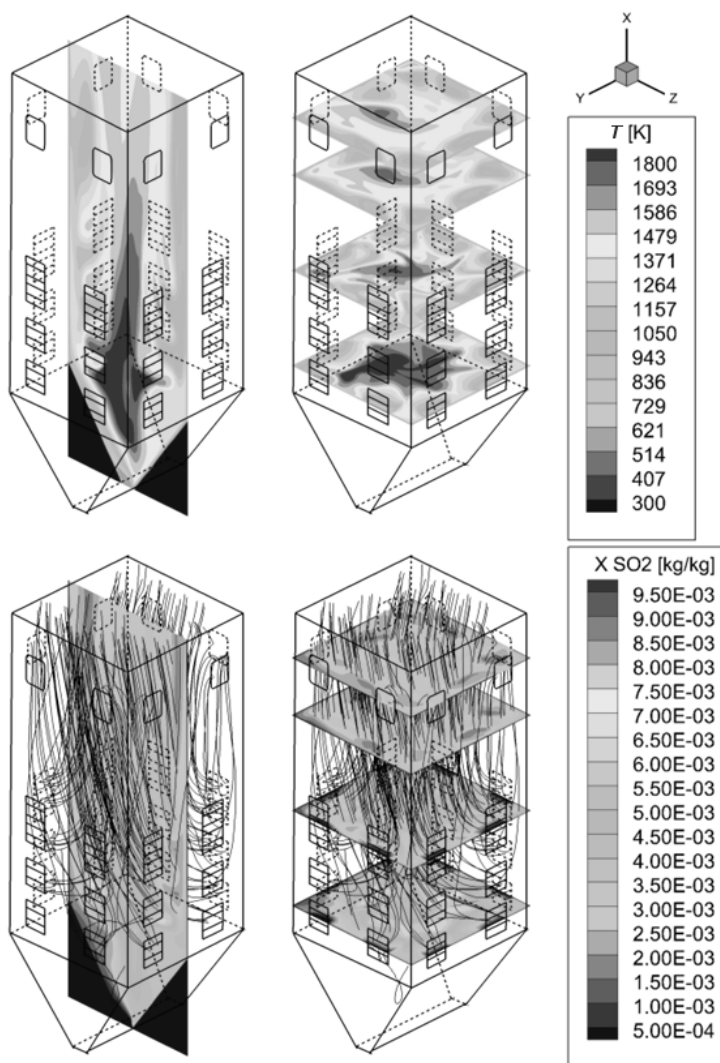 X
Y
Z
T [K]
1800
1693
1586
1479
1371
1264
1157
1050
943
836
729
621
514
407
300
X SO2 [kg/kg]
9.50E-03
9.00E-03
8.50E-03
8.00E-03
7.50E-03
7.00E-03
6.50E-03
5.50E-03
5.00E-03
4.50E-03
4.00E-03
3.50E-03
3.00E-03
2.50E-03
2.00E-03
1.50E-03
1.00E-03
5.00E-04